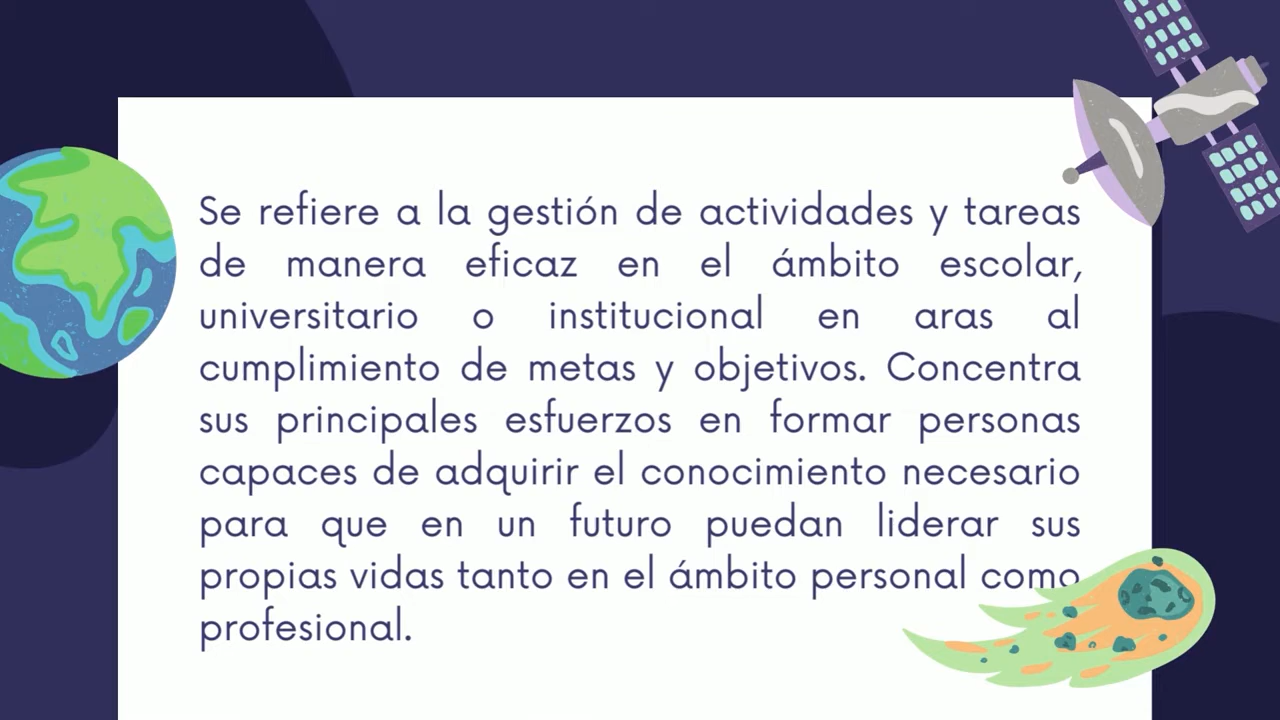 Se refiere a la gestión de actividades y tareas
de manera eficaz en el ámbito escolar,
universitario o institucional en aras al
cumplimiento de metas y objetivos. Concentra
sus principales esfuerzos en formar personas
capaces de adquirir el conocimiento necesario
para que en un futuro puedan liderar sus
propias vidas tanto en el ámbito personal como
profesional.